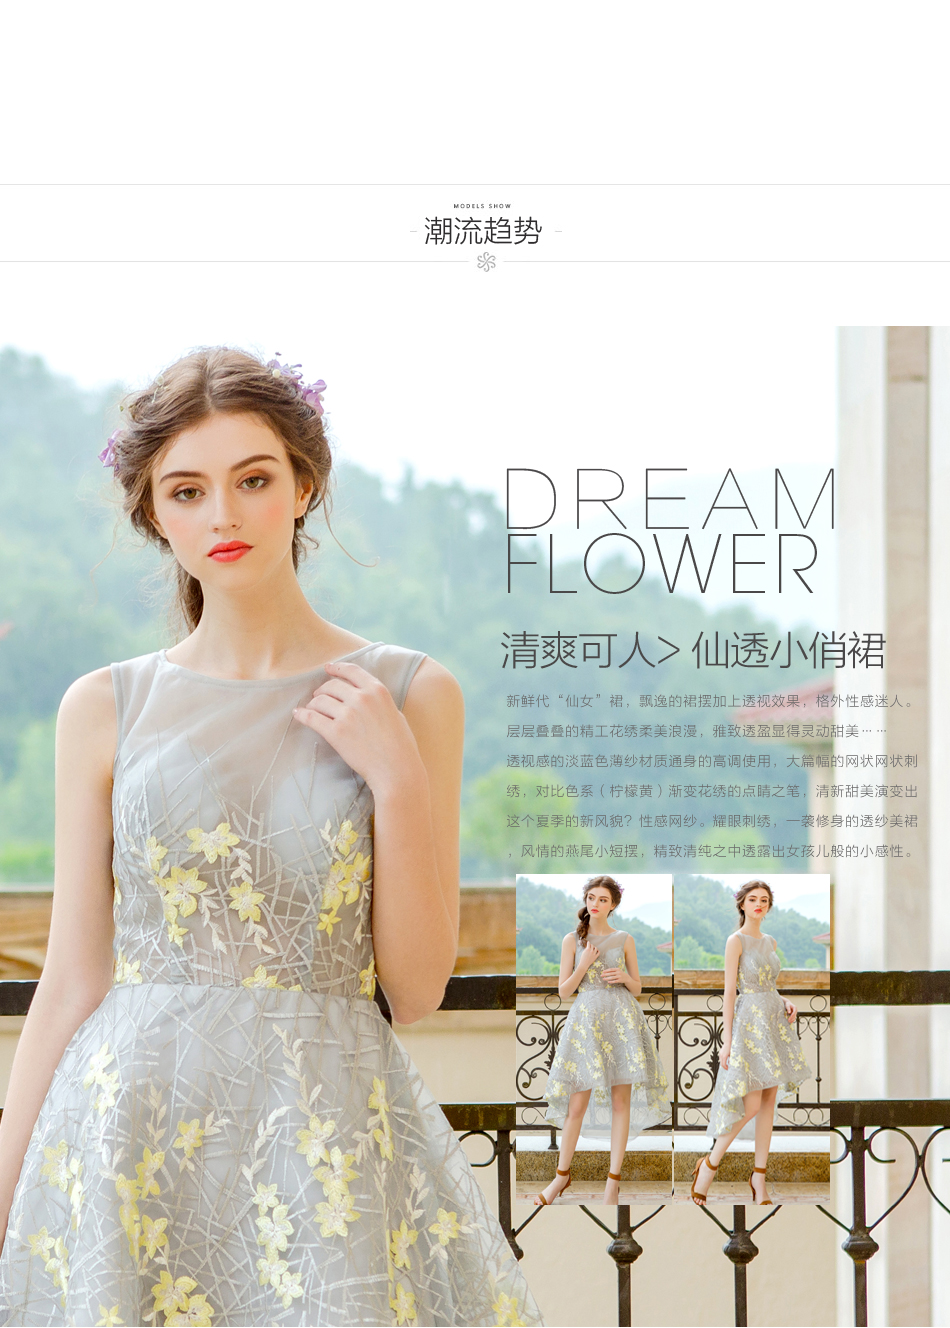 MODELS SHOW
潮流趋势
DREAM
FLOWER
清爽可人> 仙透小俏裙
新鲜代“仙女”裙，飘逸的裙摆加上透视效果，格外性感迷人。
层层叠叠的精工花绣柔美浪漫，雅致透盈显得灵动甜美……
透视感的淡蓝色薄纱材质通身的高调使用，大篇幅的网状网状刺
绣，对比色系（柠檬黄）渐变花绣的点睛之笔，清新甜美演变出
这个夏季的新风貌？性感网纱。耀眼刺绣，一袭修身的透纱美裙
，风情的燕尾小短摆，精致清纯之中透露出女孩儿般的小感性。